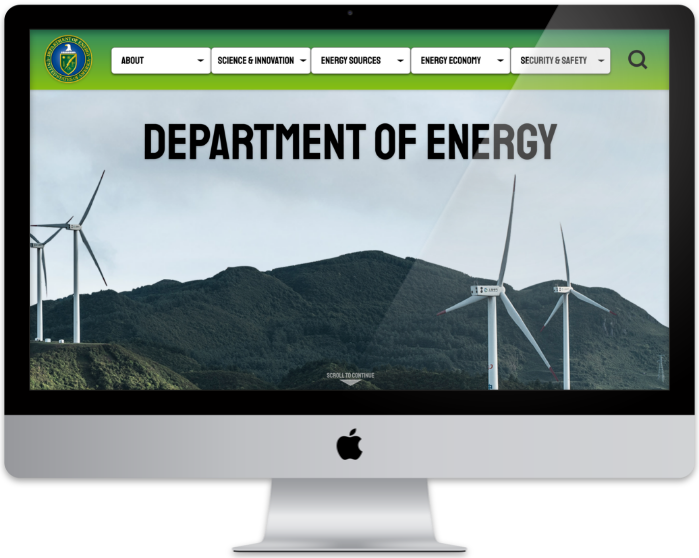 ABOUT
SCIENCE & INNOVATION
ENERGY SOURCES
ENERGY ECONOMY
SECURITY & SAFETY
DEPARTMENT OF ENERGY
SCROLL TO CONTINUE